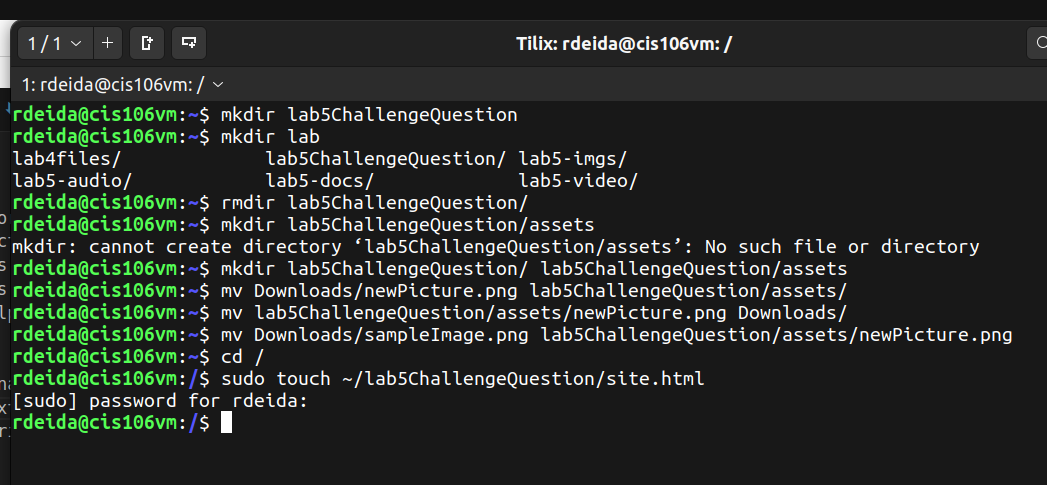 1 / 1
Tilix: rdeida@cis106vm: /
1: rdeida@cis106vm: /
rdeida@cis106vm:~$ mkdir lab5ChallengeQuestion
rdeida@cis106vm:~$ mkdir lab
lab4files/ lab5ChallengeQuestion/ lab5-imgs/
lab5-audio/ lab5-docs/ lab5-video/
rdeida@cis106vm:~$ rmdir lab5ChallengeQuestion/
rdeida@cis106vm:~$ mkdir lab5ChallengeQuestion/assets
mkdir: cannot create directory ‘lab5ChallengeQuestion/assets’: No such file or directory
rdeida@cis106vm:~$ mkdir lab5ChallengeQuestion/ lab5ChallengeQuestion/assets
rdeida@cis106vm:~$ mv Downloads/newPicture.png lab5ChallengeQuestion/assets/
rdeida@cis106vm:~$ mv lab5ChallengeQuestion/assets/newPicture.png Downloads/
rdeida@cis106vm:~$ mv Downloads/sampleImage.png lab5ChallengeQuestion/assets/newPicture.png
rdeida@cis106vm:~$ cd /
rdeida@cis106vm:/$ sudo touch ~/lab5ChallengeQuestion/site.html
[sudo] password for rdeida:
rdeida@cis106vm:/$